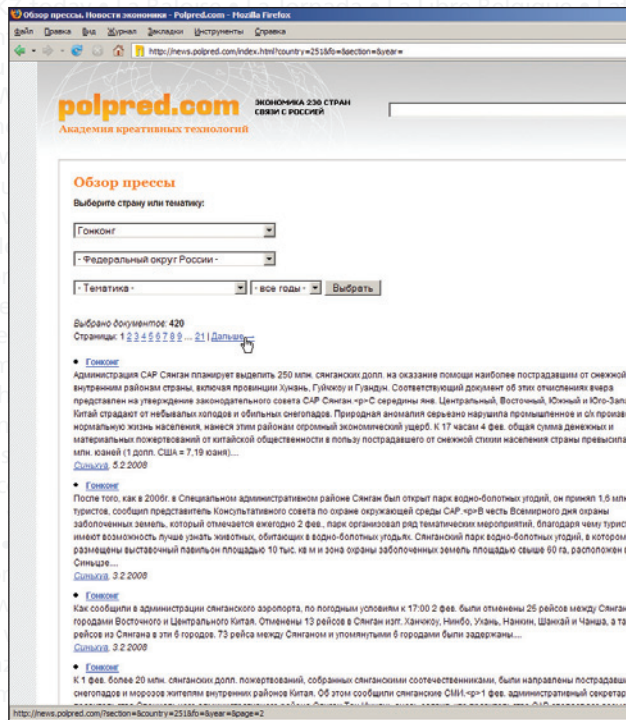 Обзор прессы. Новости экономики - Polpred.com - Mozilla Firefox
Файл Правка Вид Журнал Закладки Инструменты Справка
http://news.polpred.com/index.html?country=251&fo=&section=&year=
polpred.com
ЭКОНОМИКА 230 СТРАН
СВЯЗИ С РОССИЕЙ
Академия креативных технологий
Обзор прессы
Выберите страну или тематику:
Гонконг
- Федеральный округ России -
- Тематика - - все годы - Выбрать
Выбрано документов: 420
Страницы: 1 2 3 4 5 6 7 8 9 ... 21 | Дальше
Гонконг
Администрация САР Сянган планирует выделить 250 млн. сянганских долл. на оказание помощи наиболее пострадавшим от снежной
внутренним районам страны, включая провинции Хунань, Гуйчжоу и Гуандун. Соответствующий документ об этих отчислениях вчера
представлен на утверждение законодательного совета САР Сянган.<p>С середины янв. Центральный, Восточный, Южный и Юго-Запа
Китай страдают от небывалых холодов и обильных снегопадов. Природная аномалия серьезно нарушила промышленное и с/х произв
нормальную жизнь населения, нанеся этим районам огромный экономический ущерб. К 17 часам 4 фев. общая сумма денежных и
материальных пожертвований от китайской общественности в пользу пострадавшего от снежной стихии населения страны превысила
млн. юаней (1 долл. США = 7,19 юаня)....
Синьхуа, 5.2.2008
Гонконг
После того, как в 2006г. в Специальном административном районе Сянган был открыт парк водно-болотных угодий, он принял 1,6 млн
туристов, сообщил представитель Консультативного совета по охране окружающей среды САР.<p>В честь Всемирного дня охраны
заболоченных земель, который отмечается ежегодно 2 фев., парк организовал ряд тематических мероприятий, благодаря чему турис
имеют возможность лучше узнать животных, обитающих в водно-болотных угодьях. Сянганский парк водно-болотных угодий, в котором
размещены выставочный павильон площадью 10 тыс. кв м и зона охраны заболоченных земель площадью свыше 60 га, расположен в
Синьцзе....
Синьхуа, 3.2.2008
Гонконг
Как сообщили в администрации сянганского аэропорта, по погодным условиям к 17:00 2 фев. были отменены 25 рейсов между Сянган
городами Восточного и Центрального Китая. Отменены 13 рейсов в Сянган изгг. Ханчжоу, Нинбо, Ухань, Нанкин, Шанхай и Чанша, а та
рейсов из Сянгана в эти 6 городов. 73 рейса между Сянганом и упомянутыми 6 городами были задержаны....
Синьхуа, 3.2.2008
Гонконг
К 1 фев. более 20 млн. сянганских долл. пожертвований, собранных сянганскими соотечественниками, были направлены пострадавш
снегопадов и морозов жителям внутренних районов Китая. Об этом сообщили сянганские СМИ.<p>1 фев. административный секретар
http://news.polpred.com/?section=&country=251&fo=&year=&page=2